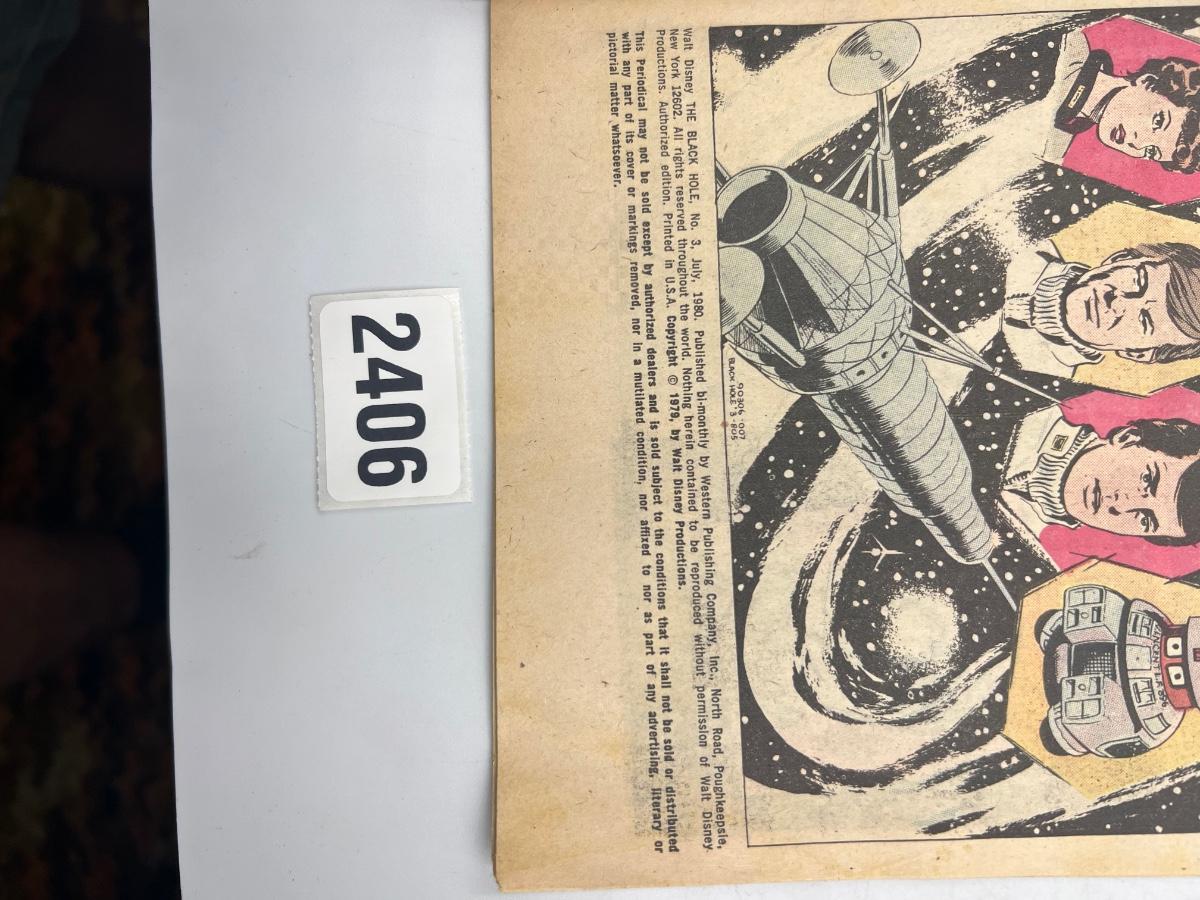 Walt Disney THE BLACK HOLE, No. 3, July, 1980. Published bi-monthly by Western Publishing Company, Inc., North Road, Poughkeepsie,
New York 12602. All rights reserved throughout the world. Nothing herein contained to be reproduced without permission of Walt Disney
Productions. Authorized edition. Printed in U.S.A. Copyright © 1979, by Walt Disney Productions.
This Periodical may not be sold except by authorized dealers and is sold subject to the conditions that it shall not be sold or distributed
with any part of its cover or markings removed, nor in a mutilated condition, nor affixed to nor as part of any advertising, literary or
pictorial matter whatsoever.
90306·007
BLACK HOLE 3-805
2406